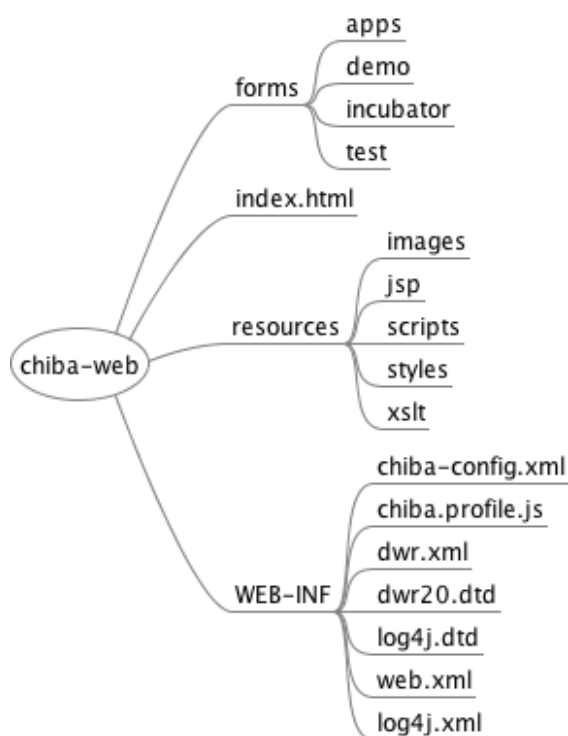 chiba-web
forms
apps
demo
incubator
test
index.html
resources
images
jsp
scripts
styles
xslt
WEB-INF
chiba-config.xml
chiba.profile.js
dwr.xml
dwr20.dtd
log4j.dtd
web.xml
log4j.xml